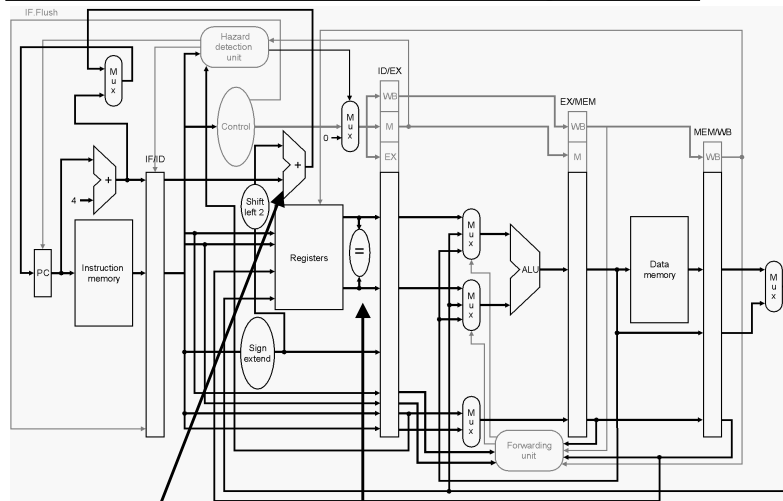 IF.Flush
Hazard
detection
unit
M
u
x
ID/EX
WB
EX/MEM
M
u
x
Control
0
M
WB
MEM/WB
IF/ID
EX
M
WB
+
+
4
Shift
left 2
M
u
x
PC
Instruction
memory
Registers
=
ALU
Data
memory
M
u
x
M
u
x
Sign
extend
M
u
x
Forwarding
unit